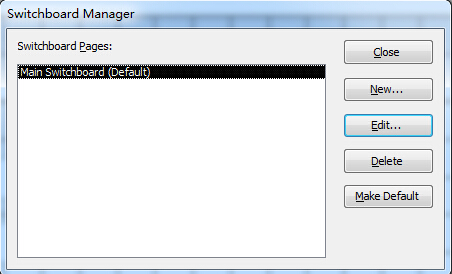 Switchboard Manager
Switchboard Pages:
Main Switchboard (Default)
Close
New...
Edit...
Delete
Make Default